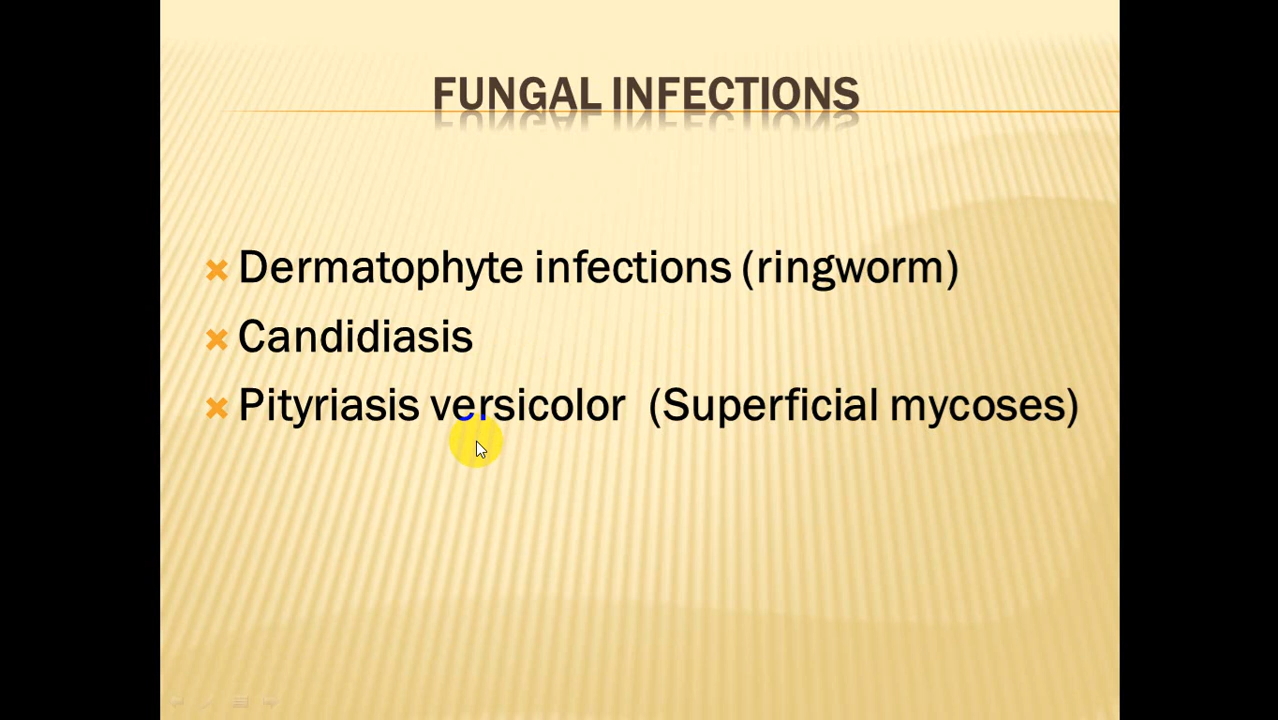 FUNGAL INFECTIONS
Dermatophyte infections (ringworm)
Candidiasis
Pityriasis versicolor (Superficial mycoses)